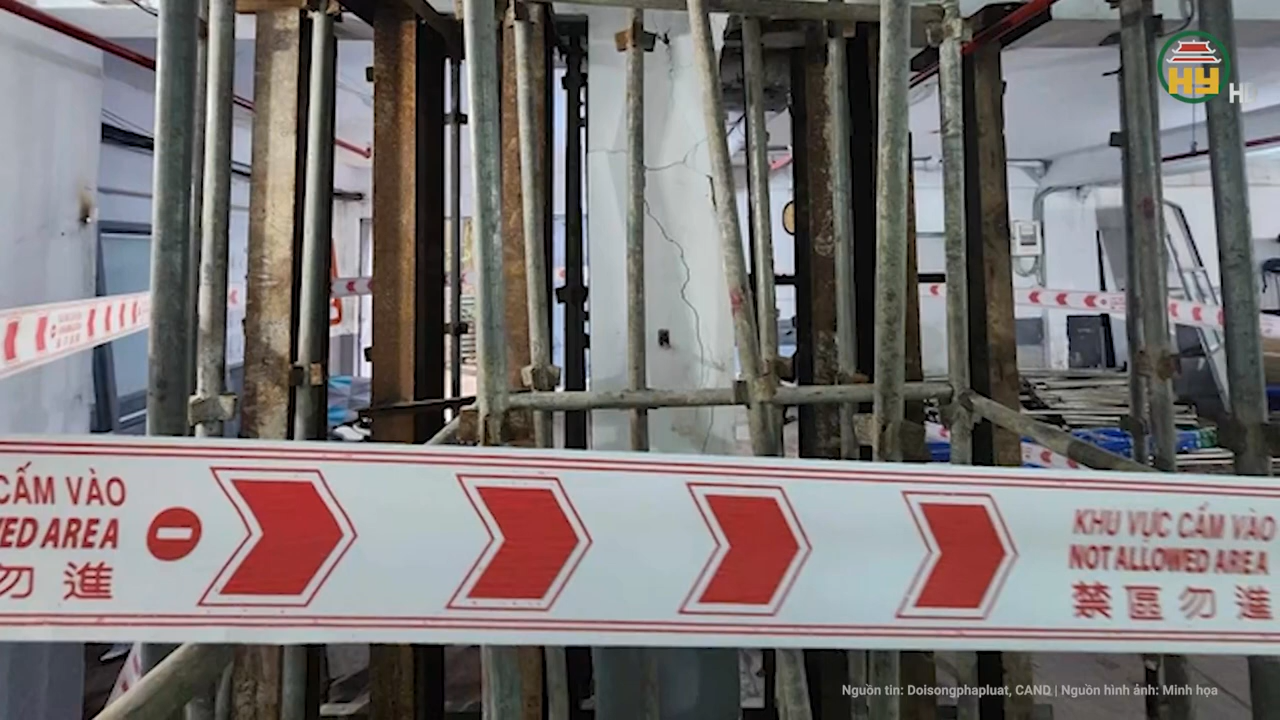 HY
CẤM VÀO
ED AREA
勿 進
KHU VỰC CẤM VÀO
NOT ALLOWED AREA
禁 區 勿 進
Nguồn tin: Doisongphapluat, CAND | Nguồn hình ảnh: Minh họa